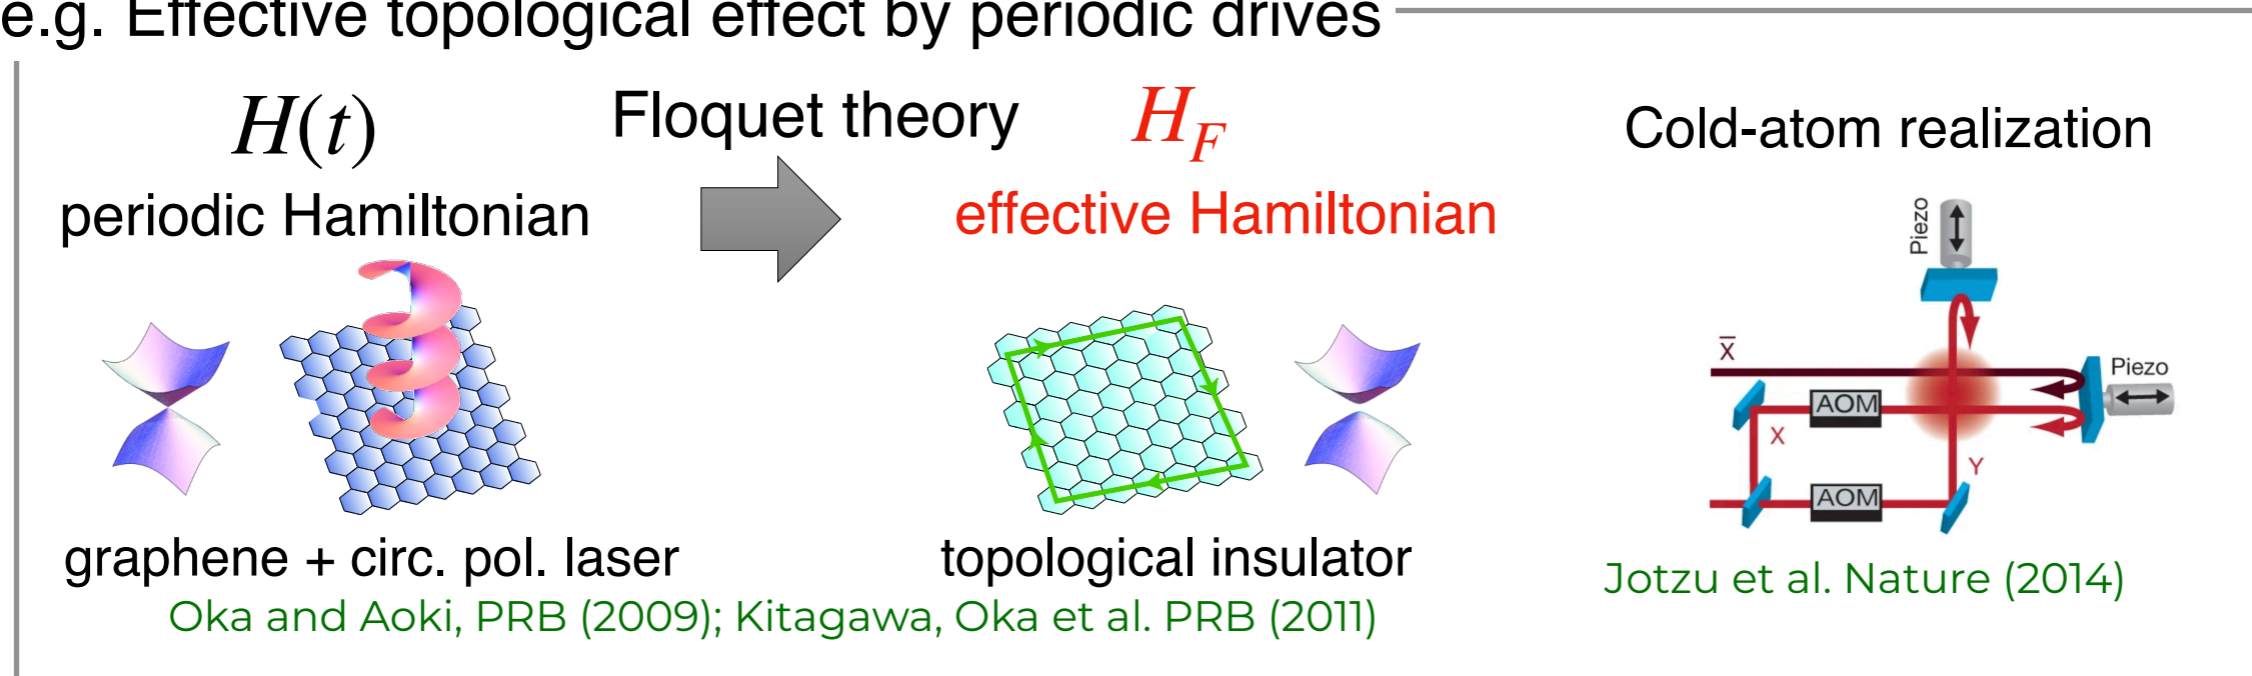 e.g. Effective topological effect by periodic drives
H(t)
Floquet theory
H_F
periodic Hamiltonian
effective Hamiltonian
graphene + circ. pol. laser
topological insulator
Oka and Aoki, PRB (2009); Kitagawa, Oka et al. PRB (2011)
Cold-atom realization
Piezo
X̅
Piezo
AOM
X
Y
AOM
Jotzu et al. Nature (2014)